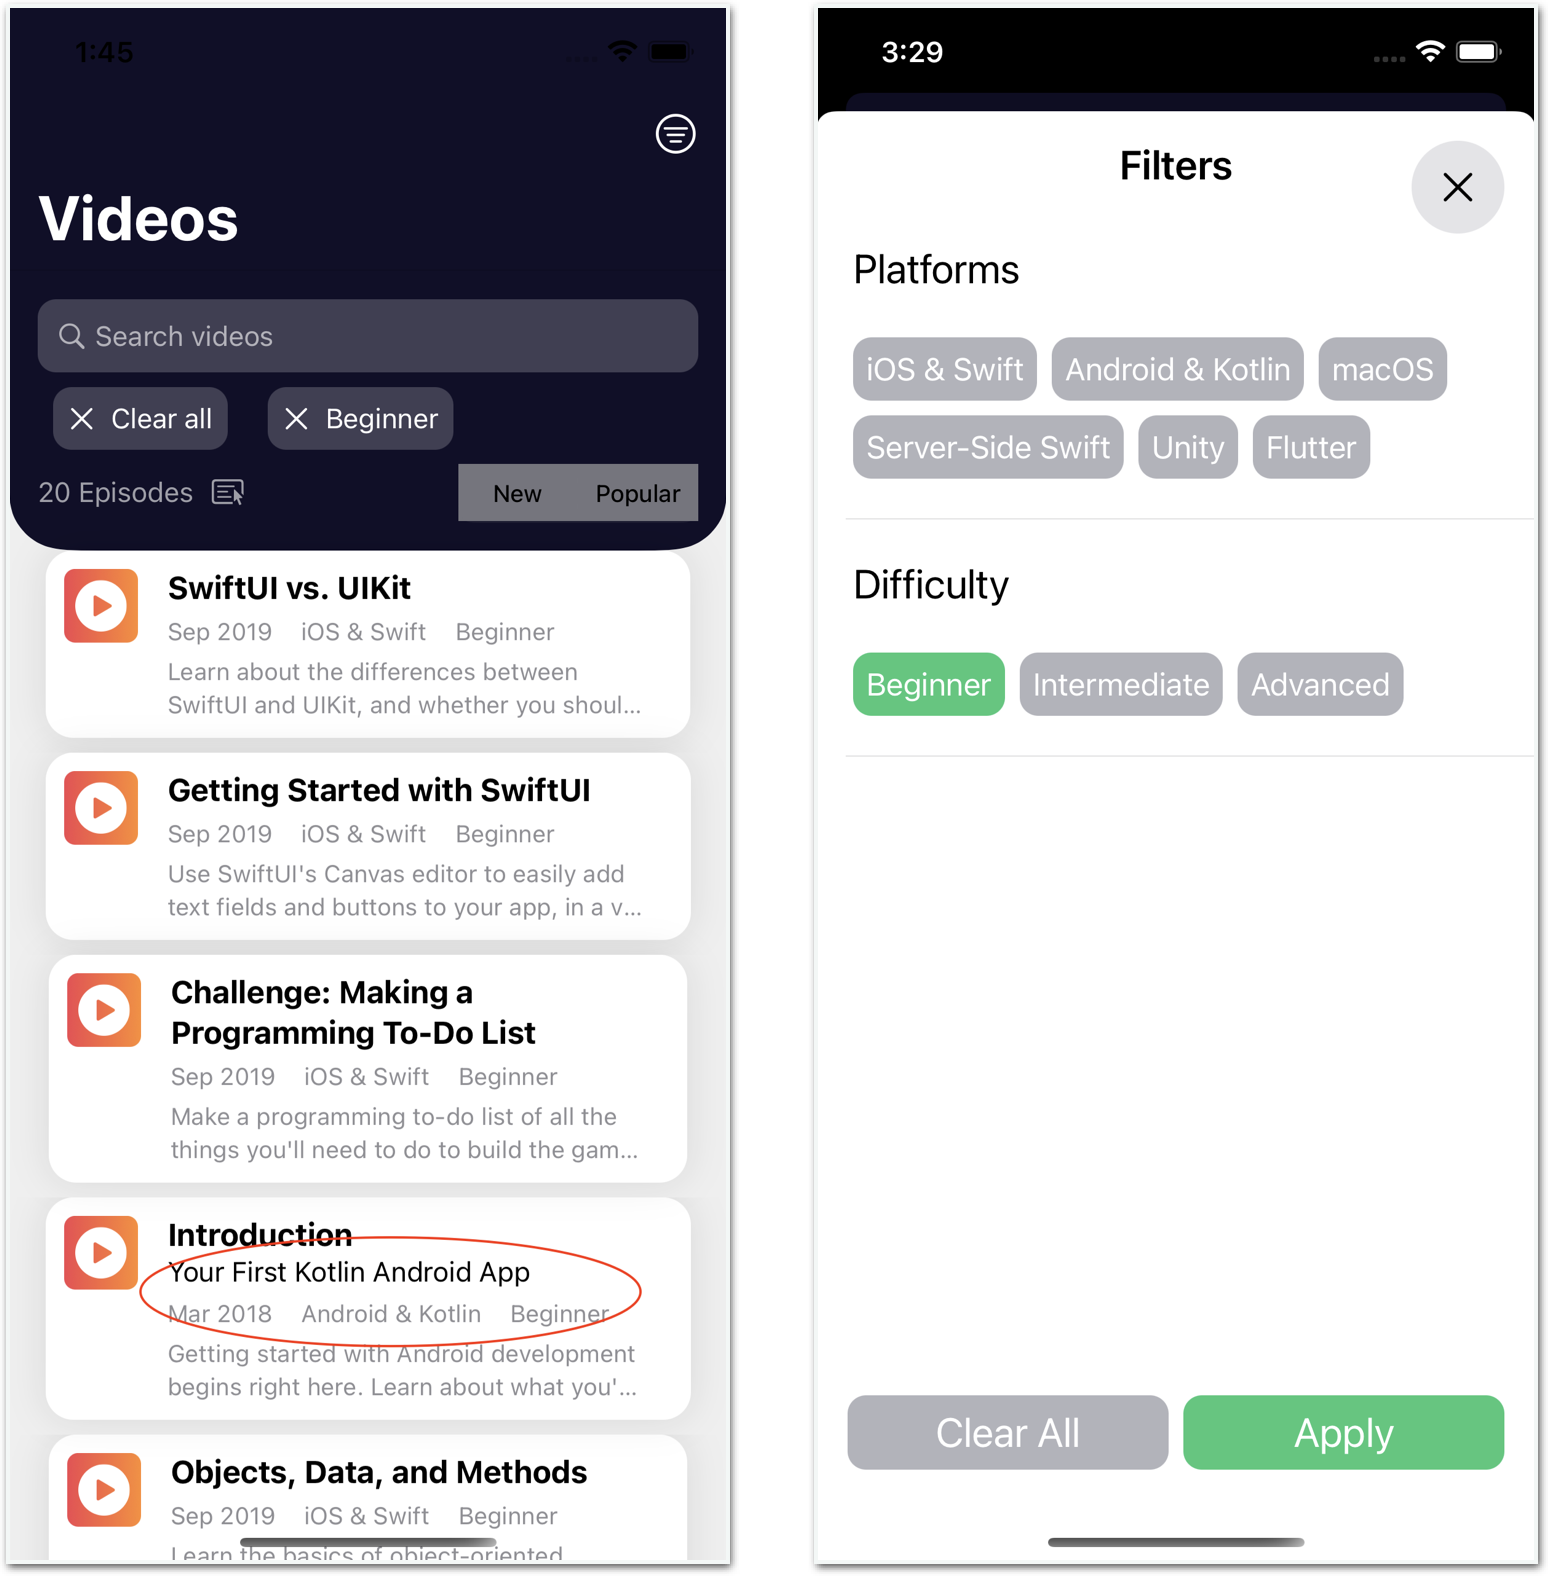 1:45
Videos
Search videos
Clear all
Beginner
20 Episodes
New
Popular
SwiftUI vs. UIKit
Sep 2019 iOS & Swift Beginner
Learn about the differences between
SwiftUI and UIKit, and whether you shoul...
Getting Started with SwiftUI
Sep 2019 iOS & Swift Beginner
Use SwiftUI's Canvas editor to easily add
text fields and buttons to your app, in a v...
Challenge: Making a
Programming To-Do List
Sep 2019 iOS & Swift Beginner
Make a programming to-do list of all the
things you'll need to do to build the gam...
Introduction
Your First Kotlin Android App
Mar 2018 Android & Kotlin Beginner
Getting started with Android development
begins right here. Learn about what you'...
Objects, Data, and Methods
Sep 2019 iOS & Swift Beginner
Learn the basics of object-oriented
3:29
Filters
Platforms
iOS & Swift
Android & Kotlin
macOS
Server-Side Swift
Unity
Flutter
Difficulty
Beginner
Intermediate
Advanced
Clear All
Apply